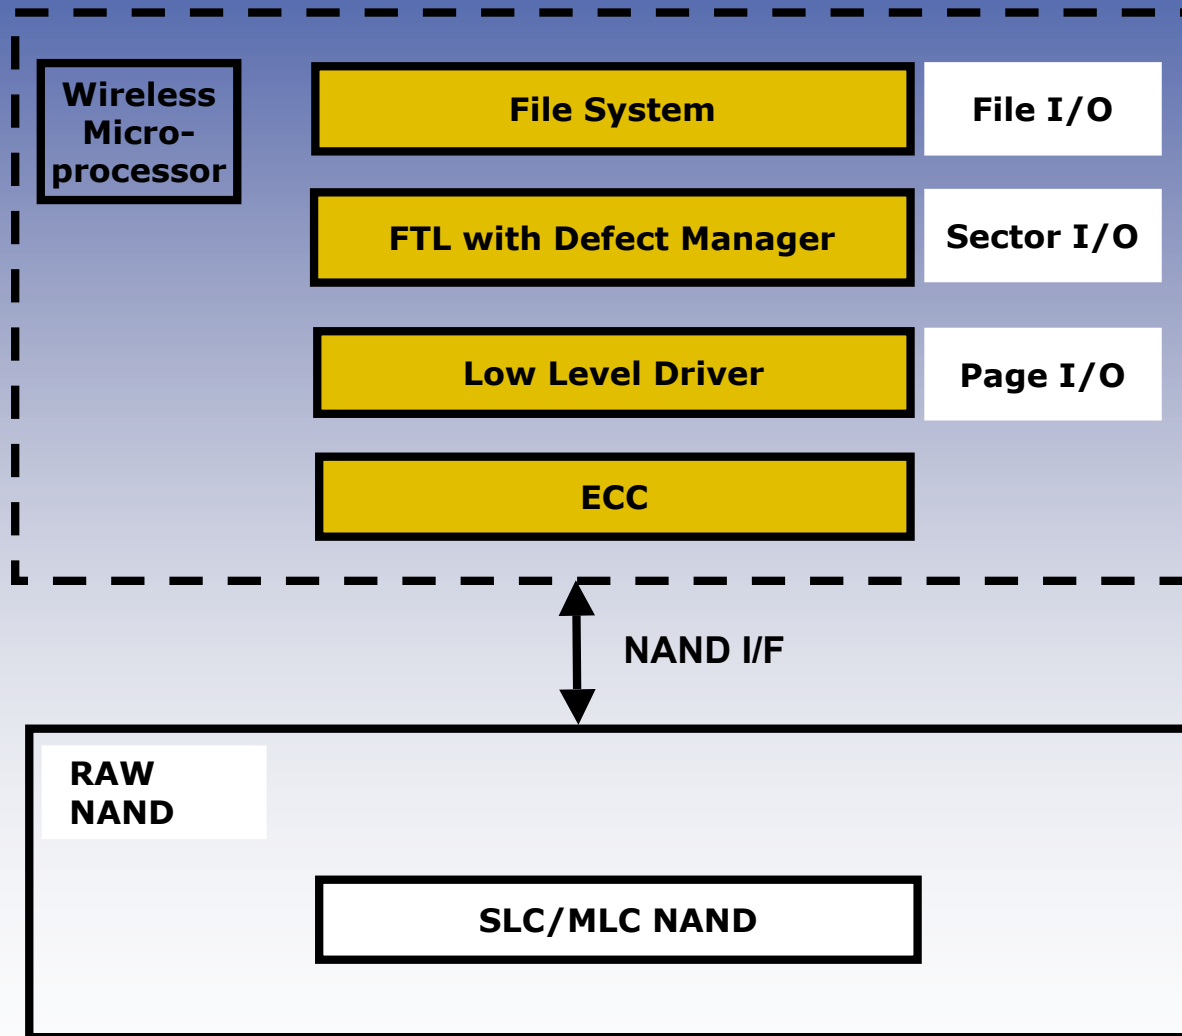 Wireless
Micro-
processor
File System
File I/O
FTL with Defect Manager
Sector I/O
Low Level Driver
Page I/O
ECC
NAND I/F
RAW
NAND
SLC/MLC NAND